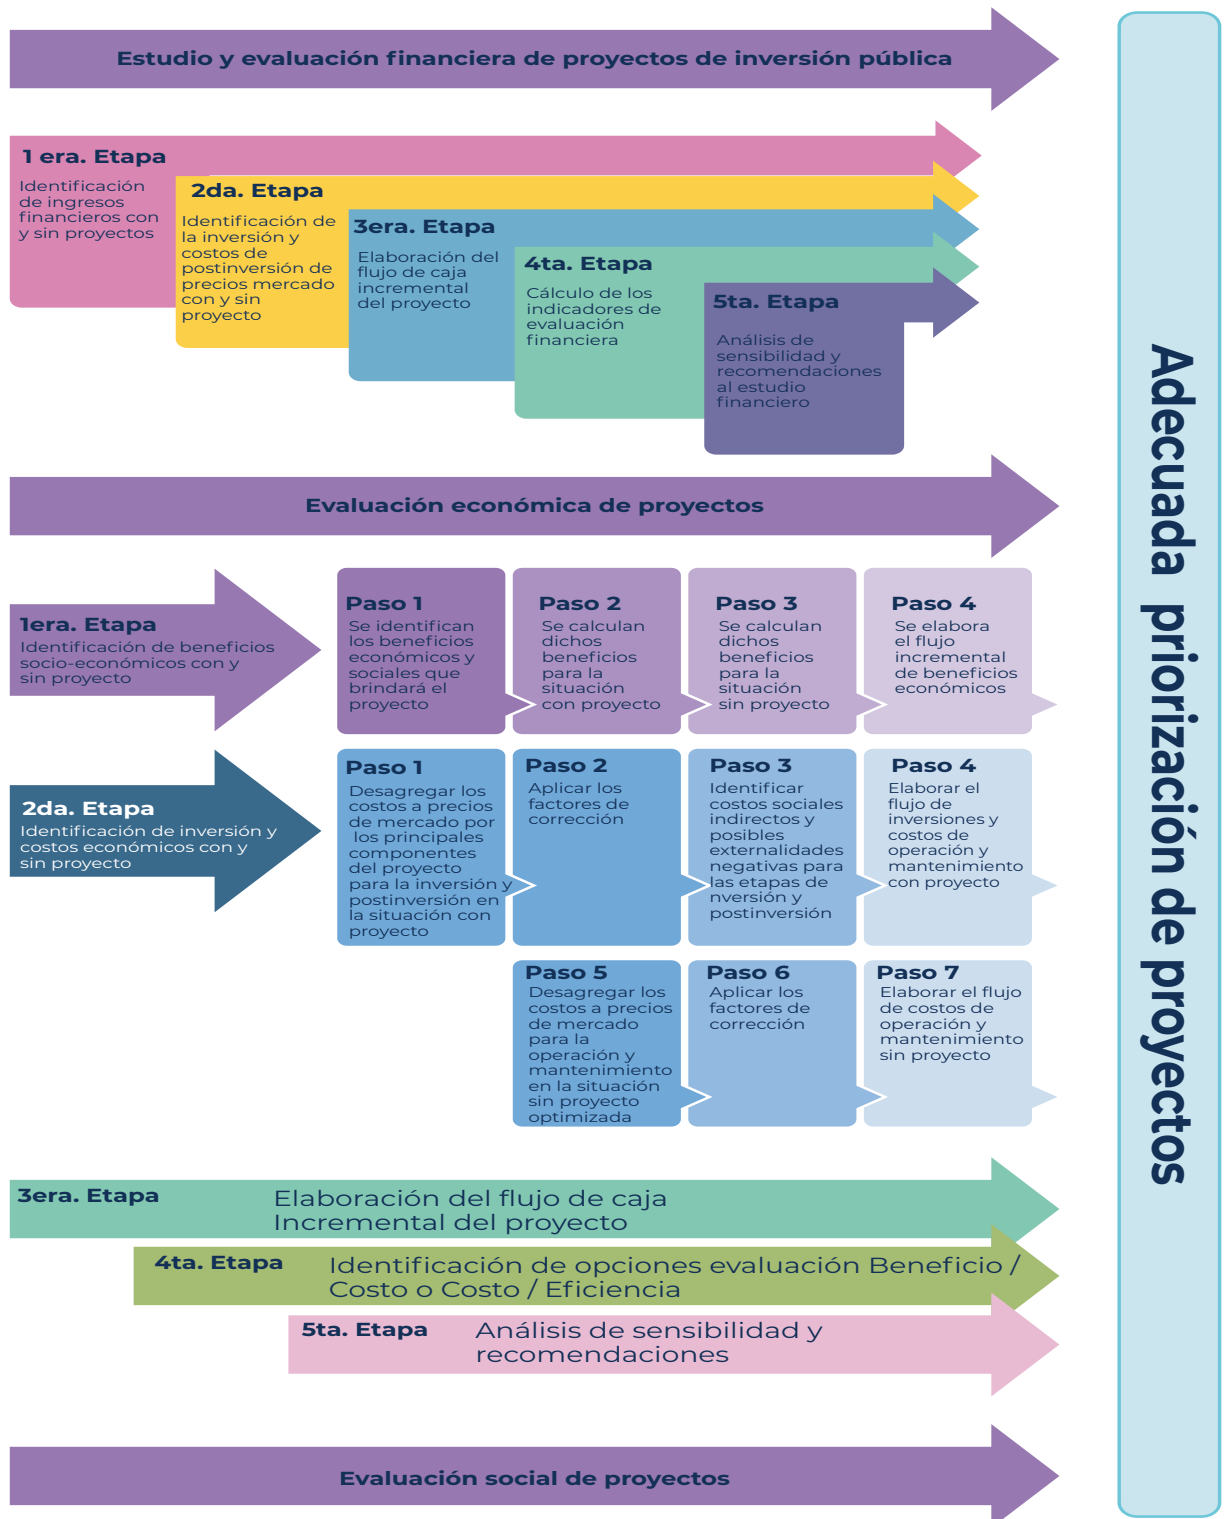 Estudio y evaluación financiera de proyectos de inversión pública
1 era. Etapa
Identificación
de ingresos
financieros con
y sin proyectos
2da. Etapa
Identificación de
la inversión y
costos de
postinversión de
precios mercado
con y sin
proyecto
3era. Etapa
Elaboración del
flujo de caja
incremental
del proyecto
4ta. Etapa
Cálculo de los
indicadores de
evaluación
financiera
5ta. Etapa
Análisis de
sensibilidad y
recomendaciones
al estudio
financiero
Evaluación económica de proyectos
1era. Etapa
Identificación de beneficios
socio-económicos con y
sin proyecto
Paso 1
Se identifican
los beneficios
económicos y
sociales que
brindará el
proyecto
Paso 2
Se calculan
dichos
beneficios
para la
situación
con proyecto
Paso 3
Se calculan
dichos
beneficios
para la
situación
sin proyecto
Paso 4
Se elabora
el flujo
incremental
de beneficios
económicos
2da. Etapa
Identificación de inversión y
costos económicos con y
sin proyecto
Paso 1
Desagregar los
costos a precios
de mercado por
los principales
componentes
del proyecto
para la inversión y
postinversión en
la situación con
proyecto
Paso 2
Aplicar los
factores de
corrección
Paso 3
Identificar
costos sociales
indirectos y
posibles
externalidades
negativas para
las etapas de
nversión y
postinversión
Paso 4
Elaborar el
flujo de
inversiones y
costos de
operación y
mantenimiento
con proyecto
Paso 5
Desagregar los
costos a precios
de mercado
para la
operación y
mantenimiento
en la situación
sin proyecto
optimizada
Paso 6
Aplicar los
factores de
corrección
Paso 7
Elaborar el flujo
de costos de
operación y
mantenimiento
sin proyecto
3era. Etapa
Elaboración del flujo de caja
Incremental del proyecto
4ta. Etapa
Identificación de opciones evaluación Beneficio /
Costo o Costo / Eficiencia
5ta. Etapa
Análisis de sensibilidad y
recomendaciones
Evaluación social de proyectos
Adecuada priorización de proyectos